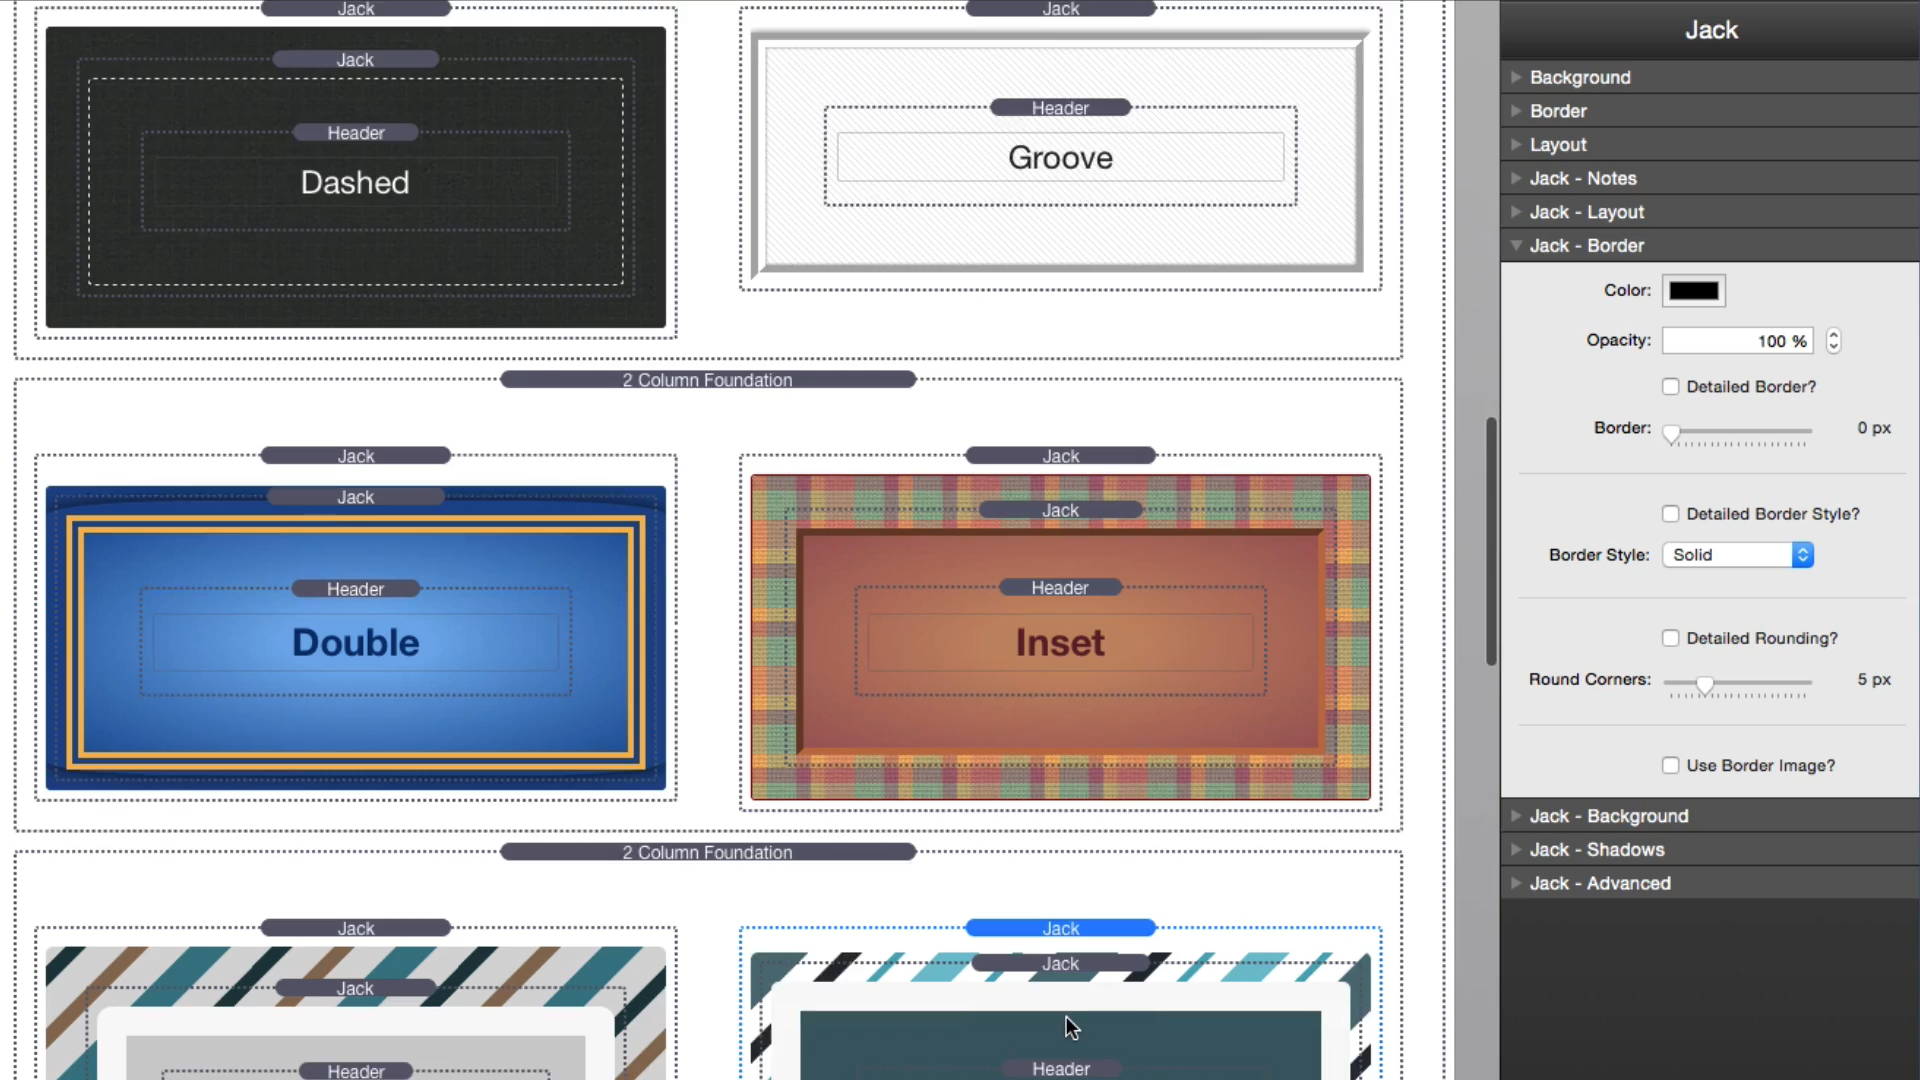 Jack
Jack
Jack
Header
Dashed
Header
Groove
2 Column Foundation
Jack
Jack
Jack
Jack
Header
Double
Header
Inset
2 Column Foundation
Jack
Jack
Jack
Jack
Header
Header
Jack
Background
Border
Layout
Jack - Notes
Jack - Layout
Jack - Border
Color:
Opacity: 100 %
Detailed Border?
Border: 0 px
Detailed Border Style?
Border Style: Solid
Detailed Rounding?
Round Corners: 5 px
Use Border Image?
Jack - Background
Jack - Shadows
Jack - Advanced